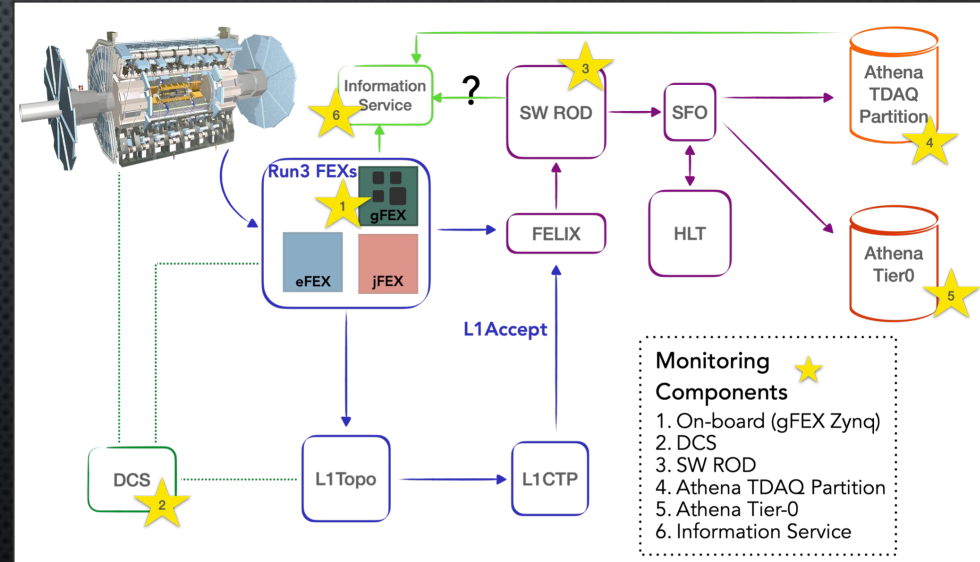 Information
Service
6
?
SW ROD
3
SFO
Athena
TDAQ
Partition
4
Run3 FEXs
1
gFEX
eFEX
jFEX
FELIX
HLT
Athena
Tier0
5
L1Accept
DCS
2
L1Topo
L1CTP
Monitoring
Components
1. On-board (gFEX Zynq)
2. DCS
3. SW ROD
4. Athena TDAQ Partition
5. Athena Tier-0
6. Information Service